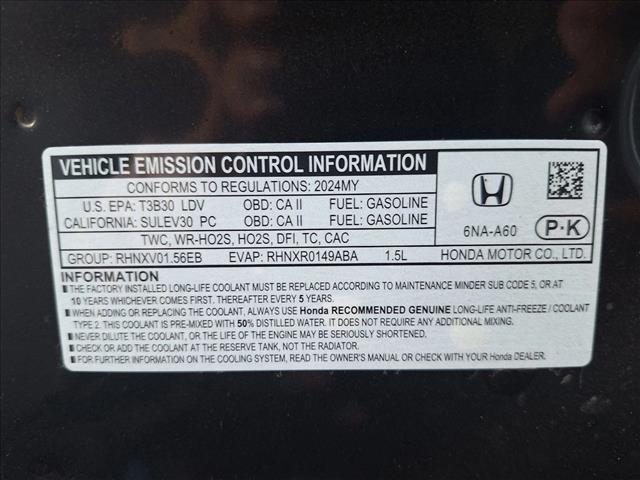 VEHICLE EMISSION CONTROL INFORMATION
CONFORMS TO REGULATIONS: 2024MY
U.S. EPA: T3B30 LDV OBD: CA II FUEL: GASOLINE
CALIFORNIA: SULEV30 PC OBD: CA II FUEL: GASOLINE
TWC, WR-HO2S, HO2S, DFI, TC, CAC
GROUP: RHNXV01.56EB EVAP: RHNXR0149ABA 1.5L
6NA-A60 P·K
HONDA MOTOR CO., LTD.
INFORMATION
■ THE FACTORY INSTALLED LONG-LIFE COOLANT MUST BE REPLACED ACCORDING TO MAINTENANCE MINDER SUB CODE 5, OR AT
10 YEARS WHICHEVER COMES FIRST. THEREAFTER EVERY 5 YEARS.
■ WHEN ADDING OR REPLACING THE COOLANT, ALWAYS USE Honda RECOMMENDED GENUINE LONG-LIFE ANTI-FREEZE / COOLANT
TYPE 2. THIS COOLANT IS PRE-MIXED WITH 50% DISTILLED WATER. IT DOES NOT REQUIRE ANY ADDITIONAL MIXING.
■ NEVER DILUTE THE COOLANT, OR LIFE OF THE ENGINE MAY BE SERIOUSLY SHORTENED.
■ CHECK OR ADD THE COOLANT AT THE RESERVE TANK, NOT THE RADIATOR.
■ FOR FURTHER INFORMATION ON THE COOLING SYSTEM, READ THE OWNER'S MANUAL OR CHECK WITH YOUR Honda DEALER.